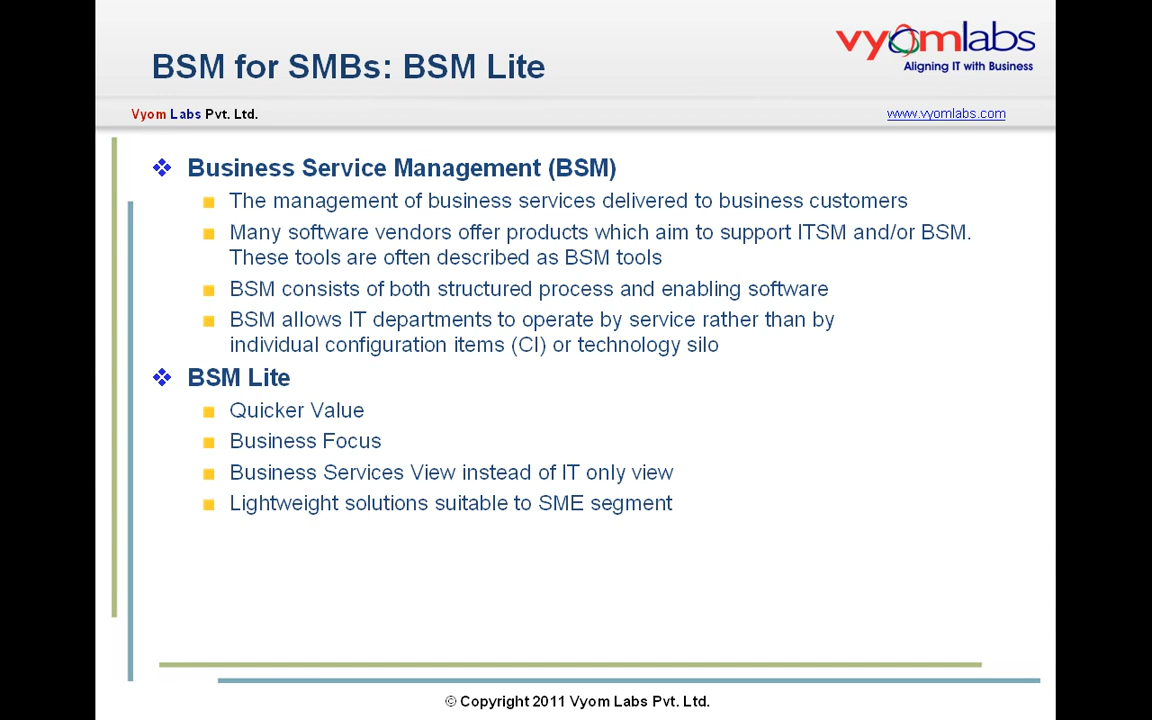 vyomlabs
Aligning IT with Business
BSM for SMBs: BSM Lite
Vyom Labs Pvt. Ltd.
www.vyomlabs.com
Business Service Management (BSM)
The management of business services delivered to business customers
Many software vendors offer products which aim to support ITSM and/or BSM.
These tools are often described as BSM tools
BSM consists of both structured process and enabling software
BSM allows IT departments to operate by service rather than by
individual configuration items (CI) or technology silo
BSM Lite
Quicker Value
Business Focus
Business Services View instead of IT only view
Lightweight solutions suitable to SME segment
© Copyright 2011 Vyom Labs Pvt. Ltd.